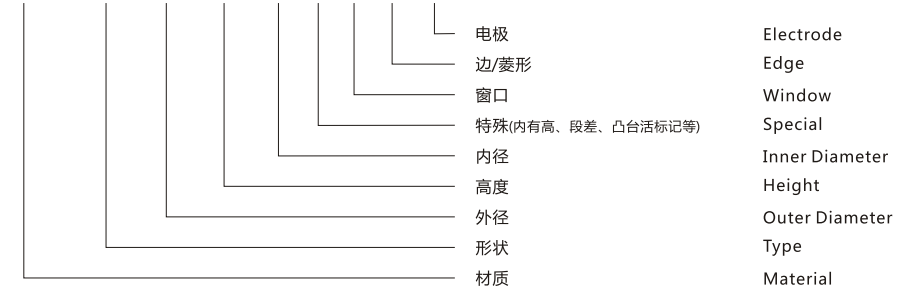 电极 Electrode
边/菱形 Edge
窗口 Window
特殊(内有高、段差、凸台活标记等) Special
内径 Inner Diameter
高度 Height
外径 Outer Diameter
形状 Type
材质 Material